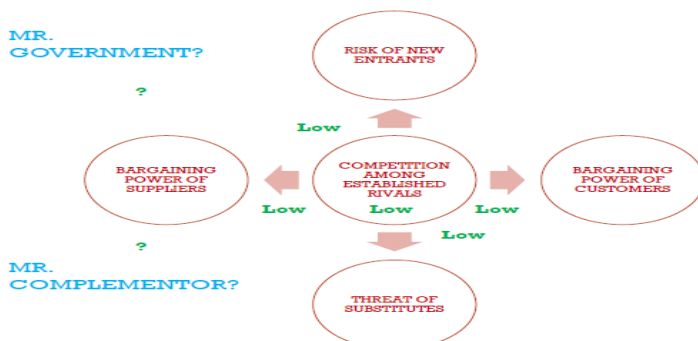 MR.
GOVERNMENT?
RISK OF NEW
ENTRANTS
?
Low
BARGAINING
POWER OF
SUPPLIERS
COMPETITION
AMONG
ESTABLISHED
RIVALS
BARGAINING
POWER OF
CUSTOMERS
Low
Low
Low
Low
?
MR.
COMPLEMENTOR?
THREAT OF
SUBSTITUTES